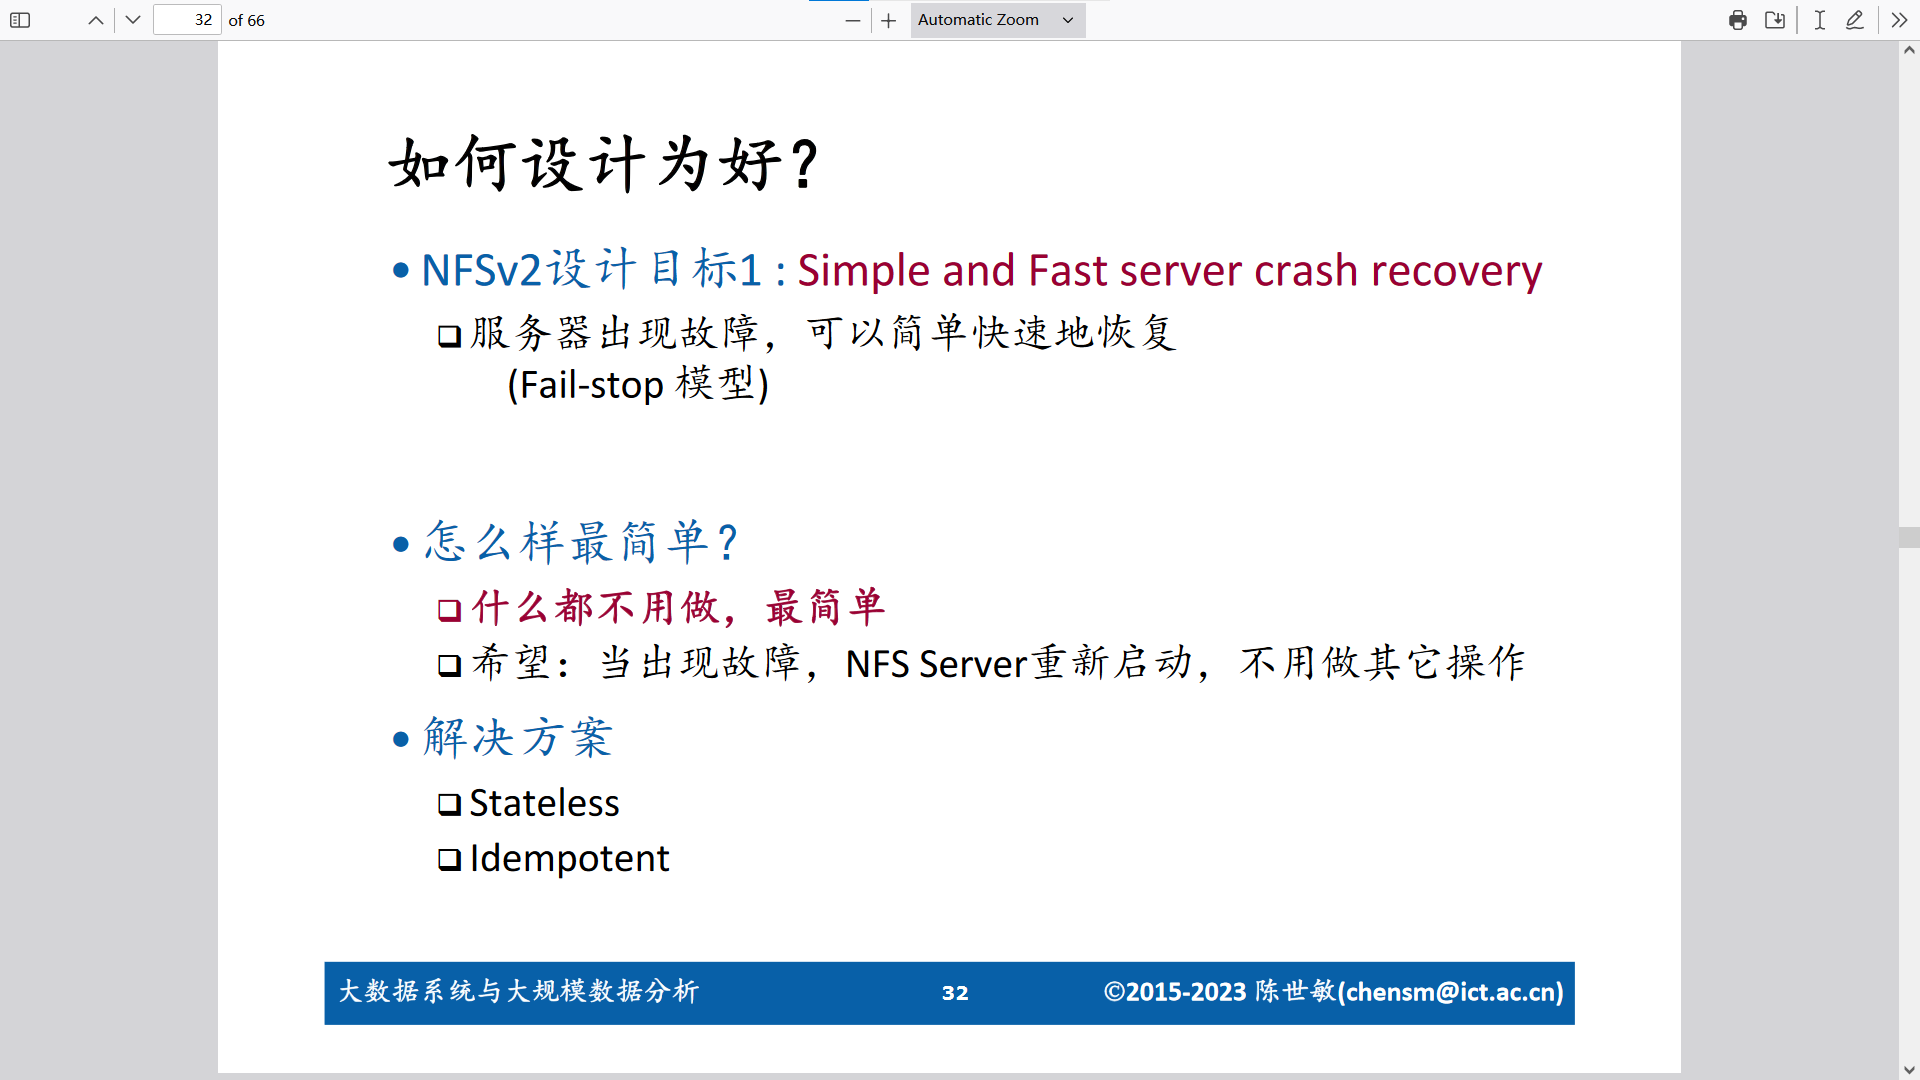 32 of 66
Automatic Zoom
如何设计为好？
• NFSv2设计目标1：Simple and Fast server crash recovery
❑ 服务器出现故障，可以简单快速地恢复
(Fail-stop 模型)
• 怎么样最简单？
❑ 什么都不用做，最简单
❑ 希望：当出现故障，NFS Server重新启动，不用做其它操作
• 解决方案
❑ Stateless
❑ Idempotent
大数据系统与大规模数据分析 32 ©2015-2023 陈世敏(chensm@ict.ac.cn)